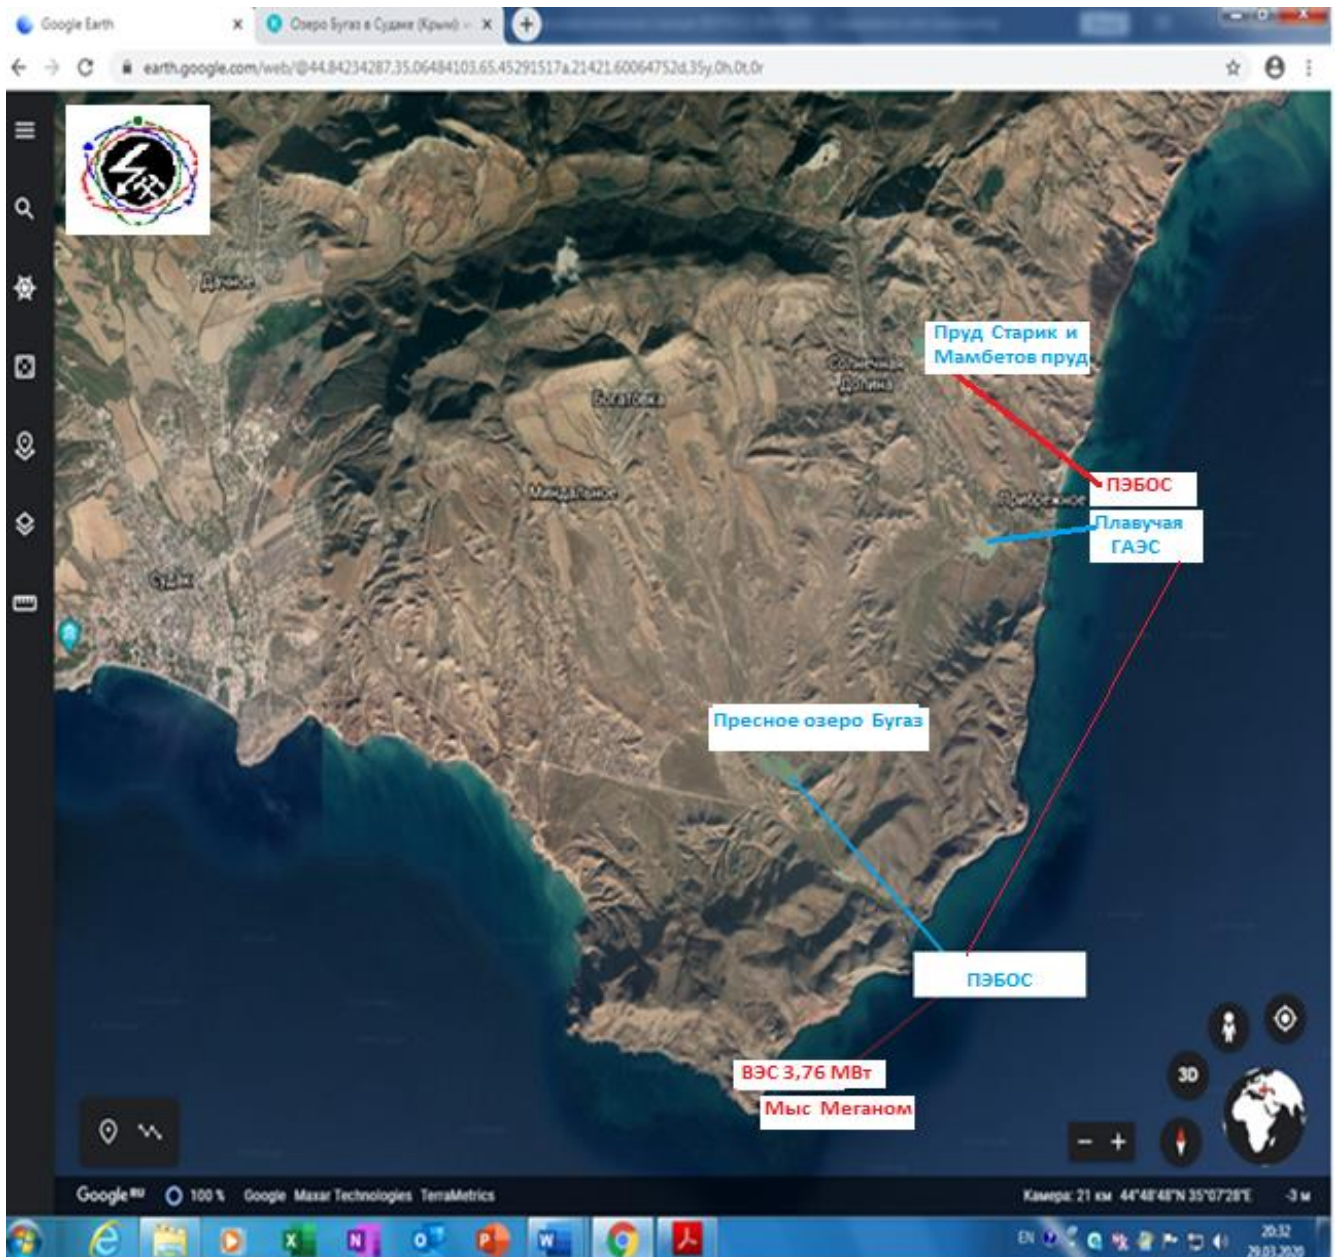 Google Earth
Озеро Бугаз в Судаке (Крым) –
earth.google.com/web/@44.84234287,35.06484103,65.45291517a,21421.60064752d,35y,0h,0t,0r
Дачное
Пруд Старик и
Мамбетов пруд
Солнечная
Долина
Богатовка
Миндальное
ПЭБОС
Прибрежное
Плавучая
ГАЭС
Судак
Пресное озеро Бугаз
ПЭБОС
3D
ВЭС 3,76 МВт
Мыс Меганом
Google RU 100 % Google Maxar Technologies TerraMetrics
Камера: 21 км 44°48'48"N 35°07'28"E -3 м
EN
20:32
29.03.2020